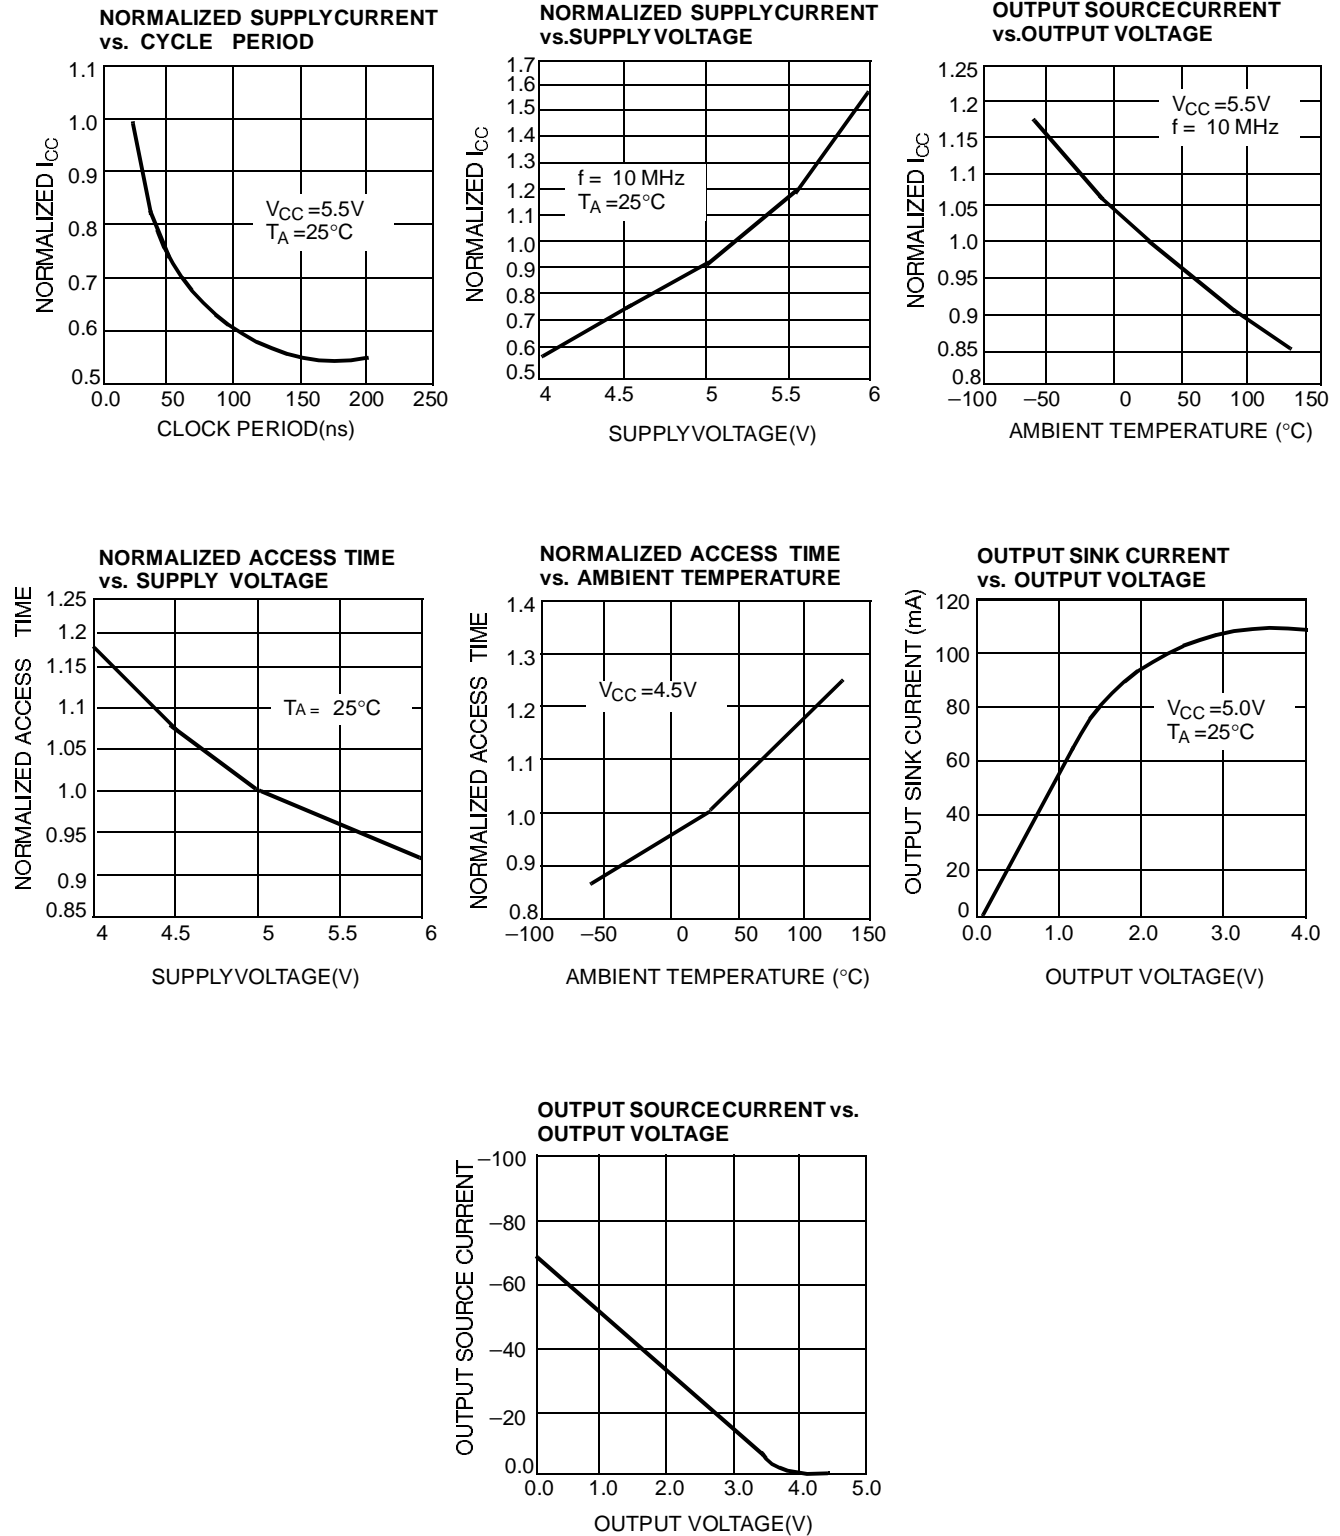 NORMALIZED SUPPLY CURRENT
vs. CYCLE PERIOD
NORMALIZED ICC
1.1
1.0
0.9
0.8
0.7
0.6
0.5
VCC =5.5V
TA =25°C
0.0 50 100 150 200 250
CLOCK PERIOD(ns)
NORMALIZED SUPPLY CURRENT
vs.SUPPLY VOLTAGE
NORMALIZED ICC
1.7
1.6
1.5
1.4
1.3
1.2
1.1
1.0
0.9
0.8
0.7
0.6
0.5
f = 10 MHz
TA =25°C
4 4.5 5 5.5 6
SUPPLY VOLTAGE(V)
OUTPUT SOURCE CURRENT
vs.OUTPUT VOLTAGE
NORMALIZED ICC
1.25
1.2
1.15
1.1
1.05
1.0
0.95
0.9
0.85
0.8
VCC =5.5V
f = 10 MHz
−100 −50 0 50 100 150
AMBIENT TEMPERATURE (°C)
NORMALIZED ACCESS TIME
vs. SUPPLY VOLTAGE
NORMALIZED ACCESS TIME
1.25
1.2
1.15
1.1
1.05
1.0
0.95
0.9
0.85
TA = 25°C
4 4.5 5 5.5 6
SUPPLY VOLTAGE(V)
NORMALIZED ACCESS TIME
vs. AMBIENT TEMPERATURE
NORMALIZED ACCESS TIME
1.4
1.3
1.2
1.1
1.0
0.9
0.8
VCC =4.5V
−100 −50 0 50 100 150
AMBIENT TEMPERATURE (°C)
OUTPUT SINK CURRENT
vs. OUTPUT VOLTAGE
OUTPUT SINK CURRENT (mA)
120
100
80
60
40
20
0
VCC =5.0V
TA =25°C
0.0 1.0 2.0 3.0 4.0
OUTPUT VOLTAGE(V)
OUTPUT SOURCE CURRENT vs.
OUTPUT VOLTAGE
OUTPUT SOURCE CURRENT
−100
−80
−60
−40
−20
0.0
0.0 1.0 2.0 3.0 4.0 5.0
OUTPUT VOLTAGE(V)